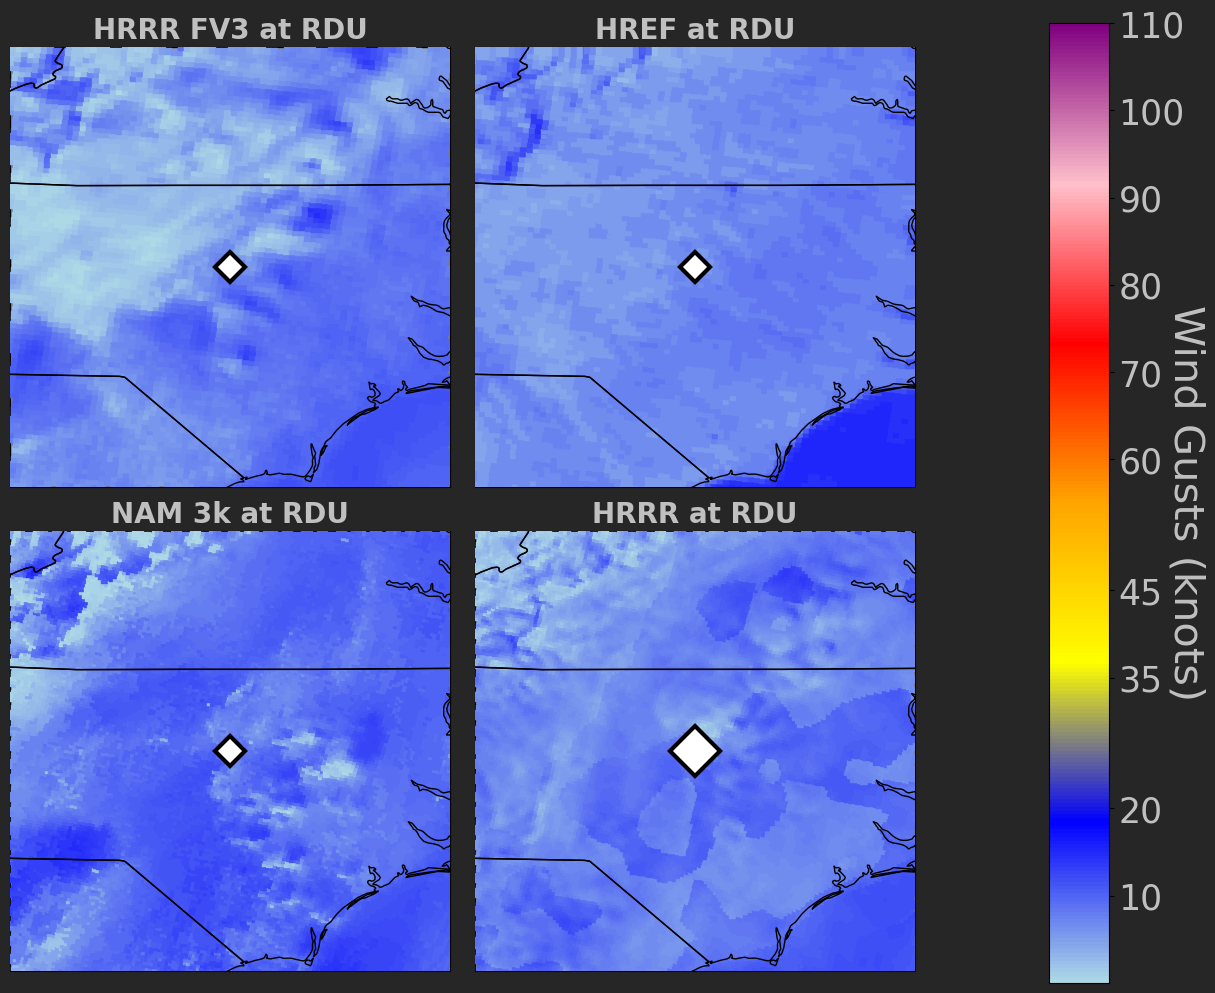 HRRR FV3 at RDU
HREF at RDU
NAM 3k at RDU
HRRR at RDU
110
100
90
80
70
60
45
35
20
10
Wind Gusts (knots)